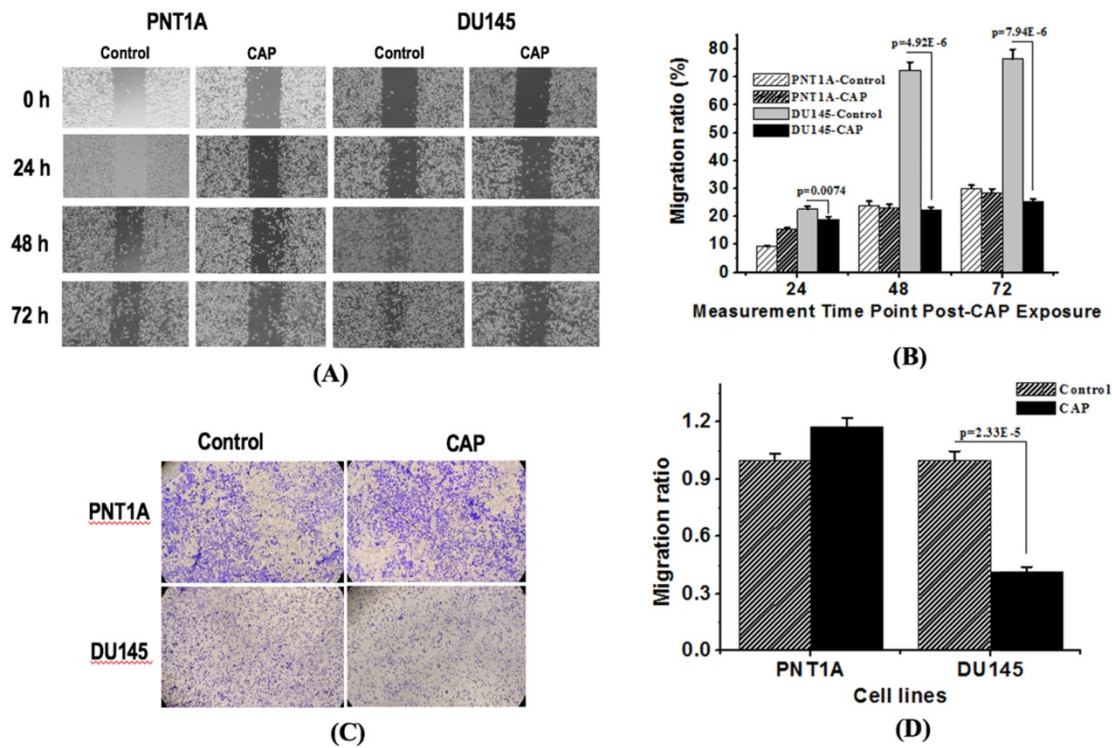 PNT1A
DU145
Control
CAP
Control
CAP
0 h
24 h
48 h
72 h
(A)
p=4.92E-6
p=7.94E-6
PNT1A-Control
PNT1A-CAP
DU145-Control
DU145-CAP
p=0.0074
Migration ratio (%)
80
70
60
50
40
30
20
10
0
24
48
72
Measurement Time Point Post-CAP Exposure
(B)
Control
CAP
PNT1A
DU145
(C)
Control
CAP
p=2.33E-5
Migration ratio
1.2
0.9
0.6
0.3
0.0
PNT1A
DU145
Cell lines
(D)